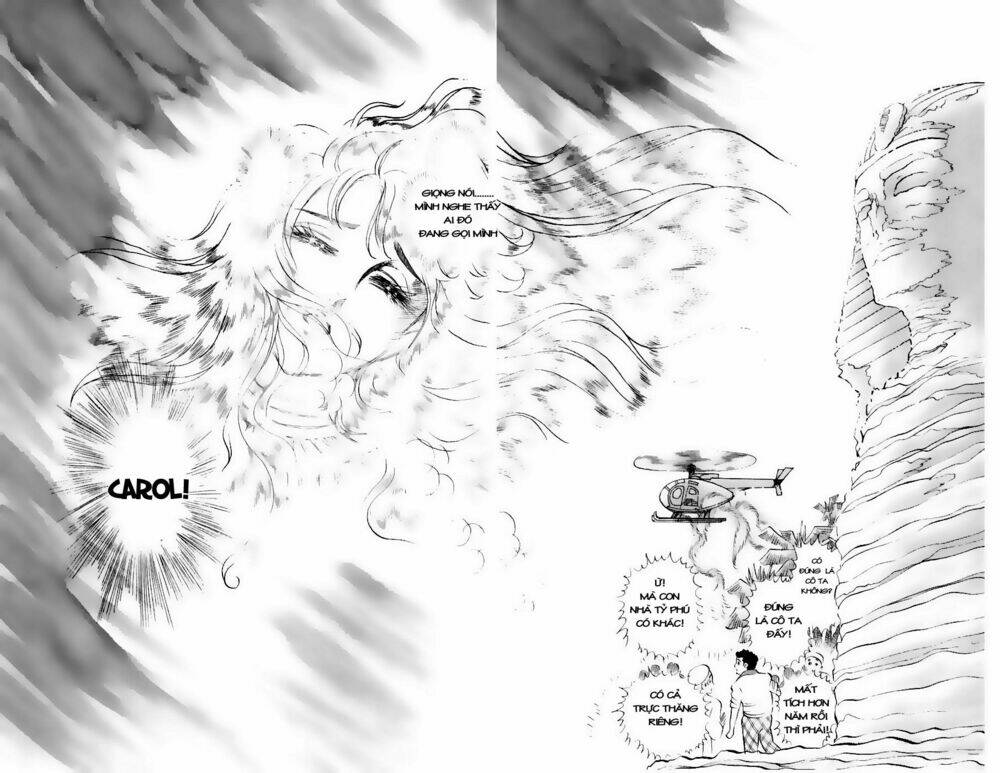 GIỌNG NÓI.......
MÌNH NGHE THẤY
AI ĐÓ
ĐANG GỌI MÌNH
CAROL!
CÓ
ĐÚNG LÀ
CÔ TA
KHÔNG?
ĐÚNG
LÀ CÔ TA
ĐẤY!
Ừ!
MÀ CON
NHÀ TỶ PHÚ
CÓ KHÁC!
MẤT
TÍCH HƠN
NĂM RỒI
THÌ PHẢI!
CÓ CẢ
TRỰC THĂNG
RIÊNG!